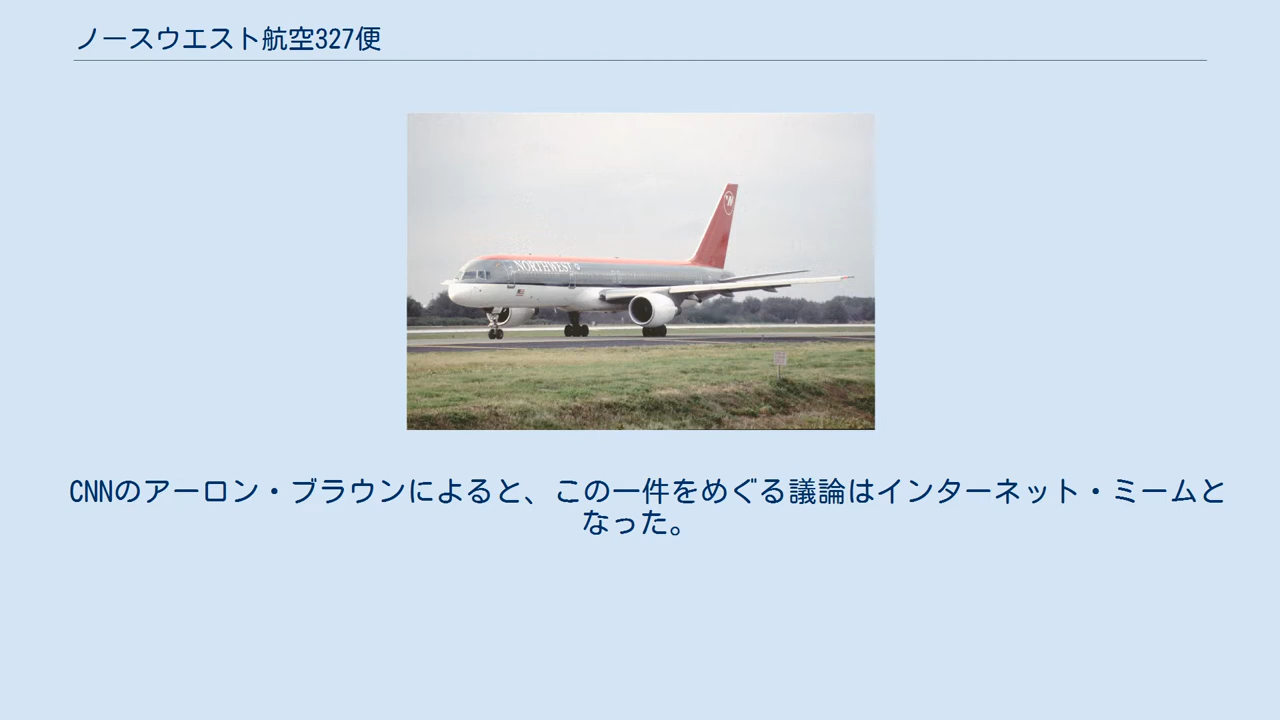 ノースウエスト航空327便
NORTHWEST
CNNのアーロン・ブラウンによると、この一件をめぐる議論はインターネット・ミームと
なった。